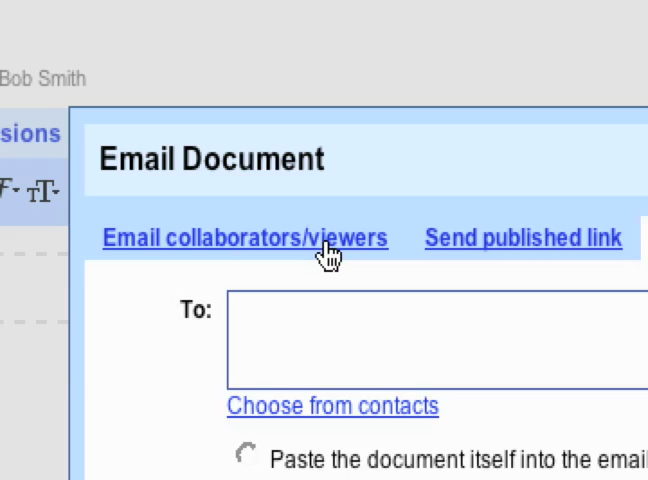 Bob Smith
sions
Email Document
F T
Email collaborators/viewers Send published link
To:
Choose from contacts
Paste the document itself into the email